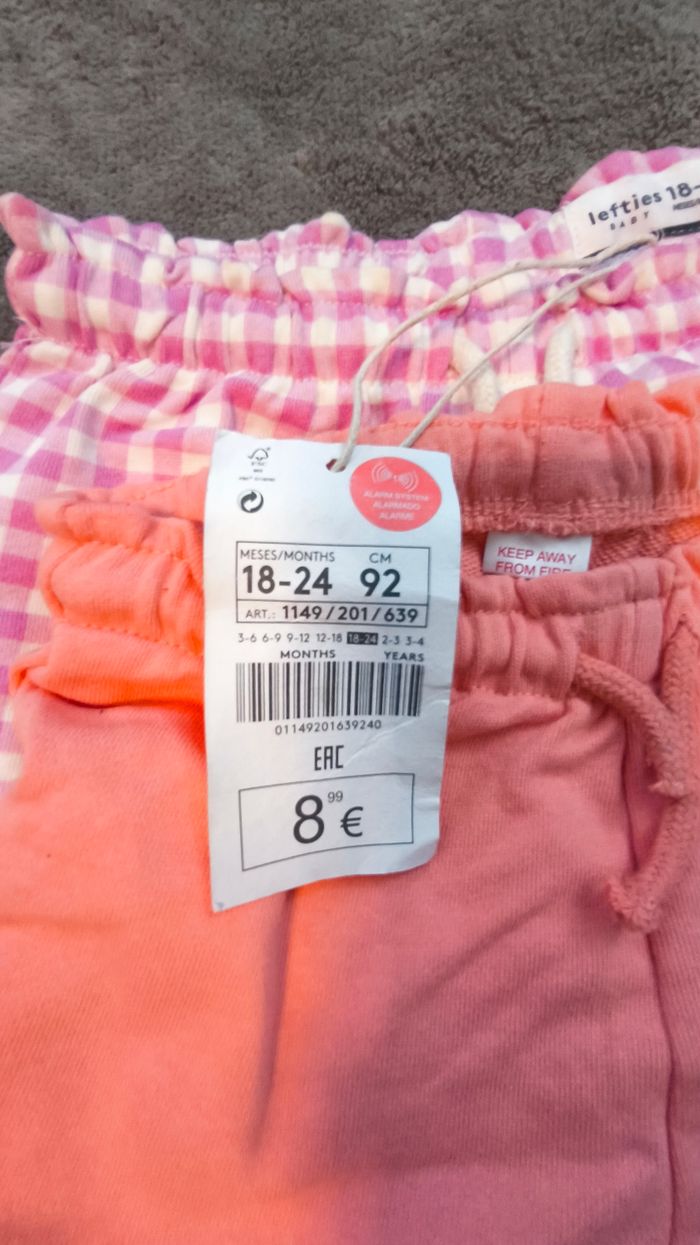 lefties 18-
BABY
FSC
MIX
ALARM SYSTEM
ALARMADO
ALARME
KEEP AWAY
FROM FIRE
MESES/MONTHS CM
18-24 92
ART.: 1149/201/639
3-6 6-9 9-12 12-18 18-24 2-3 3-4
MONTHS YEARS
01149201639240
EAC
8 99 €